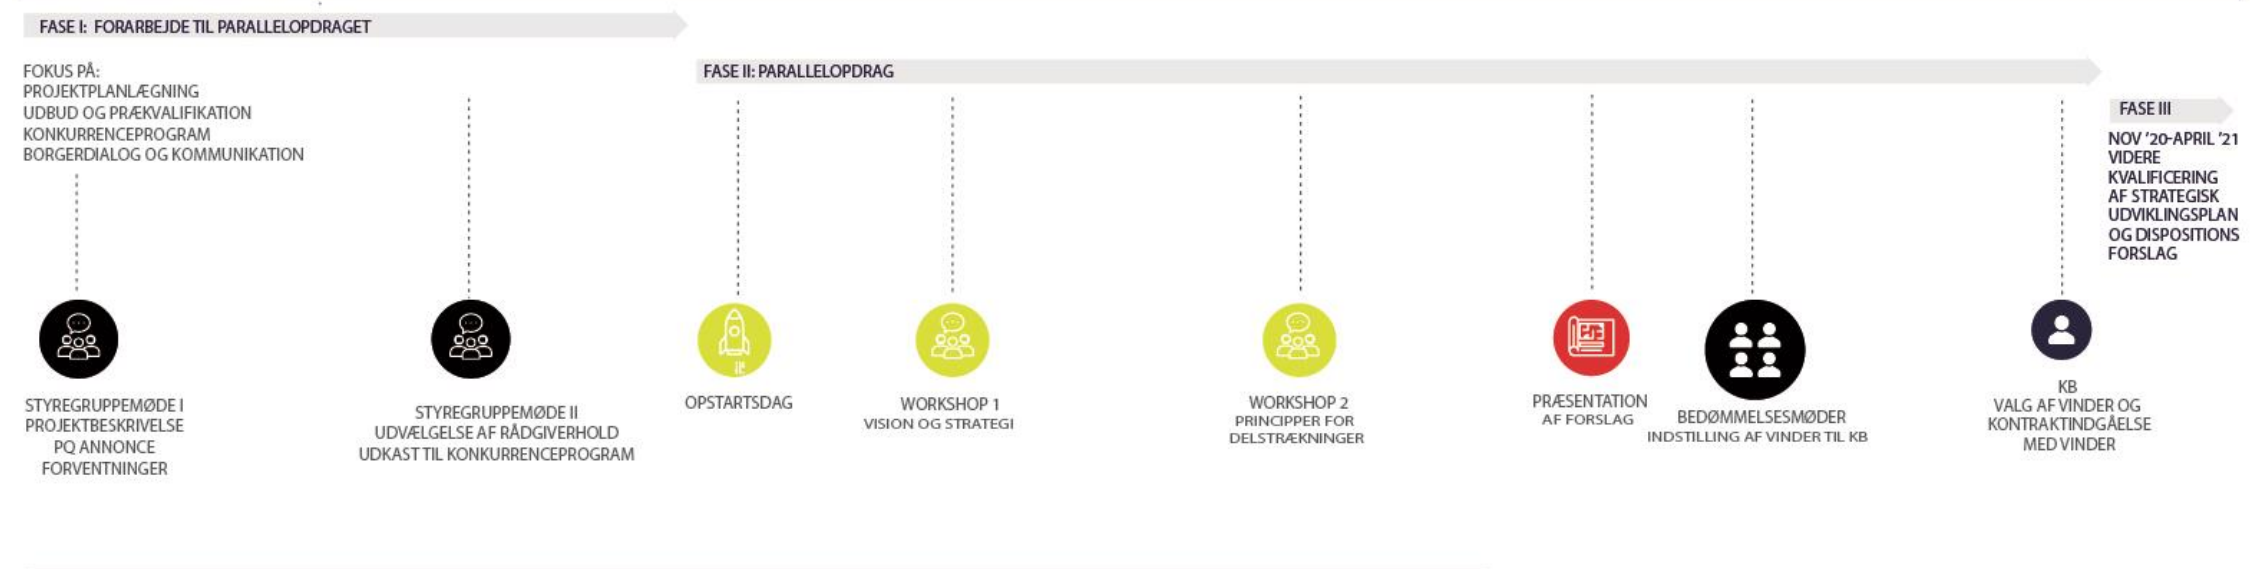 FASE I: FORARBEJDE TIL PARALLELOPDRAGET
FOKUS PÅ:
PROJEKTPLANLÆGNING
UDBUD OG PRÆKVALIFIKATION
KONKURRENCEPROGRAM
BORGERDIALOG OG KOMMUNIKATION
FASE II: PARALLELOPDRAG
FASE III
NOV '20-APRIL '21
VIDERE
KVALIFICERING
AF STRATEGISK
UDVIKLINGSPLAN
OG DISPOSITIONS
FORSLAG
STYREGRUPPEMØDE I
PROJEKTBESKRIVELSE
PQ ANNONCE
FORVENTNINGER
STYREGRUPPEMØDE II
UDVÆLGELSE AF RÅDGIVERHOLD
UDKAST TIL KONKURRENCEPROGRAM
OPSTARTSDAG
WORKSHOP 1
VISION OG STRATEGI
WORKSHOP 2
PRINCIPPER FOR
DELSTRÆKNINGER
PRÆSENTATION
AF FORSLAG
BEDØMMELSESMØDER
INDSTILLING AF VINDER TIL KB
KB
VALG AF VINDER OG
KONTRAKTINDGÅELSE
MED VINDER